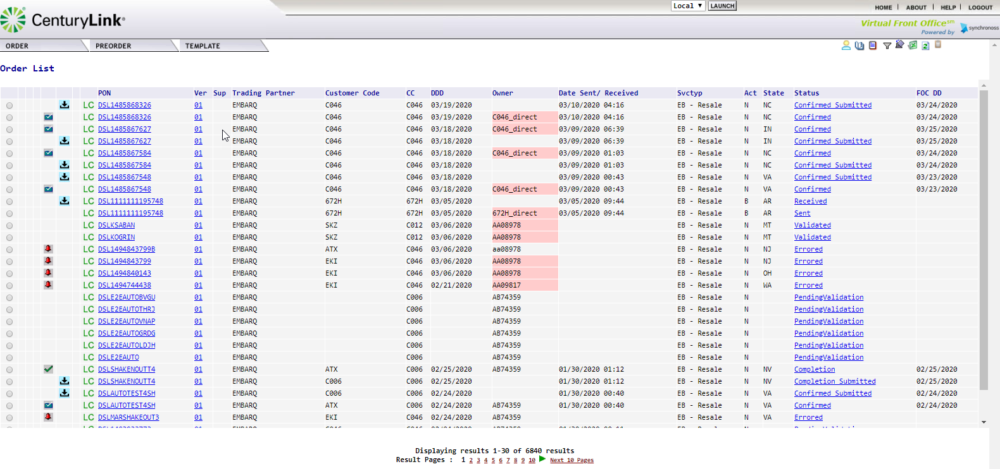 Local LAUNCH HOME | ABOUT | HELP | LOGOUT
CenturyLink®
Virtual Front Office sm
Powered by synchronoss
ORDER PREORDER TEMPLATE
Order List
PON Ver Sup Trading Partner Customer Code CC DDD Owner Date Sent/ Received Svctyp Act State Status FOC DD
LC DSL1485868326 01 EMBARQ C046 C046 03/19/2020 03/10/2020 04:16 EB - Resale N NC Confirmed Submitted 03/24/2020
LC DSL1485868326 01 EMBARQ C046 C046 03/19/2020 C046_direct 03/10/2020 04:16 EB - Resale N NC Confirmed 03/24/2020
LC DSL1485867627 01 EMBARQ C046 C046 03/18/2020 C046_direct 03/09/2020 06:39 EB - Resale N IN Confirmed 03/25/2020
LC DSL1485867627 01 EMBARQ C046 C046 03/18/2020 03/09/2020 06:39 EB - Resale N IN Confirmed Submitted 03/25/2020
LC DSL1485867584 01 EMBARQ C046 C046 03/18/2020 C046_direct 03/09/2020 01:03 EB - Resale N NC Confirmed 03/24/2020
LC DSL1485867584 01 EMBARQ C046 C046 03/18/2020 03/09/2020 01:03 EB - Resale N NC Confirmed Submitted 03/24/2020
LC DSL1485867548 01 EMBARQ C046 C046 03/18/2020 03/09/2020 00:43 EB - Resale N VA Confirmed Submitted 03/23/2020
LC DSL1485867548 01 EMBARQ C046 C046 03/18/2020 C046_direct 03/09/2020 00:43 EB - Resale N VA Confirmed 03/23/2020
LC DSL1111111195748 01 EMBARQ 672H 672H 03/05/2020 03/05/2020 09:44 EB - Resale B AR Received
LC DSL1111111195748 01 EMBARQ 672H 672H 03/05/2020 672H_direct 03/05/2020 09:44 EB - Resale B AR Sent
LC DSLKSABAN 01 EMBARQ SKZ C012 03/06/2020 AA08978 EB - Resale N MT Validated
LC DSLKOGRIN 01 EMBARQ SKZ C012 03/06/2020 AA08978 EB - Resale N MT Validated
LC DSL1494843799B 01 EMBARQ ATX C046 03/06/2020 aa08978 EB - Resale N NJ Errored
LC DSL1494843799 01 EMBARQ EKI C046 03/06/2020 AA08978 EB - Resale N NJ Errored
LC DSL1494840143 01 EMBARQ EKI C046 03/06/2020 AA08978 EB - Resale N OH Errored
LC DSL1494744438 01 EMBARQ EKI C046 02/21/2020 AA09817 EB - Resale N WA Errored
LC DSLE2EAUTOBVGU 01 EMBARQ C006 AB74359 EB - Resale N PendingValidation
LC DSLE2EAUTOTHRJ 01 EMBARQ C006 AB74359 EB - Resale N PendingValidation
LC DSLE2EAUTOVNAP 01 EMBARQ C006 AB74359 EB - Resale N PendingValidation
LC DSLE2EAUTOGRDG 01 EMBARQ C006 AB74359 EB - Resale N PendingValidation
LC DSLE2EAUTOLDJH 01 EMBARQ C006 AB74359 EB - Resale N PendingValidation
LC DSLE2EAUTO 01 EMBARQ C006 AB74359 EB - Resale N PendingValidation
LC DSLSHAKENOUTT4 01 EMBARQ ATX C006 02/25/2020 AB74359 01/30/2020 01:12 EB - Resale N NV Completion 02/25/2020
LC DSLSHAKENOUTT4 01 EMBARQ C006 C006 02/25/2020 01/30/2020 01:12 EB - Resale N NV Completion Submitted 02/25/2020
LC DSLAUTOTEST4SH 01 EMBARQ C006 C006 02/24/2020 01/30/2020 00:40 EB - Resale N VA Confirmed Submitted 02/24/2020
LC DSLAUTOTEST4SH 01 EMBARQ ATX C006 02/24/2020 AB74359 01/30/2020 00:40 EB - Resale N VA Confirmed 02/24/2020
LC DSLMARSHAKEOUT3 01 EMBARQ EKI C046 02/24/2020 AB74359 EB - Resale N VA Errored
Displaying results 1-30 of 6840 results
Result Pages : 1 2 3 4 5 6 7 8 9 10 Next 10 Pages